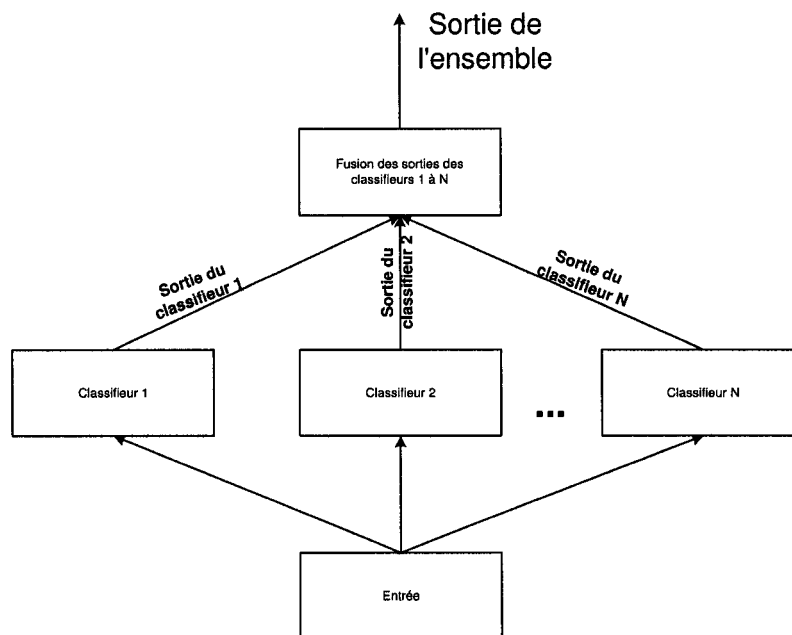 Sortie de
l'ensemble
Fusion des sorties des
classifieurs 1 à N
Sortie du
classifieur 1
Sortie du
classifieur 2
Sortie du
classifieur N
Classifieur 1
Classifieur 2
...
Classifieur N
Entrée